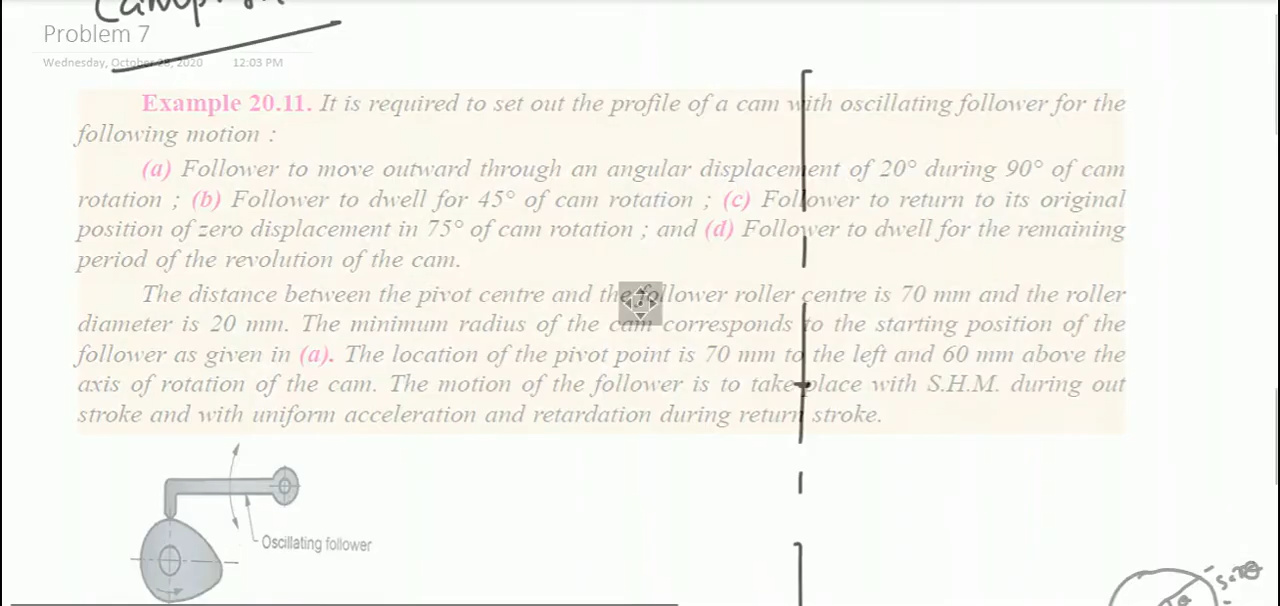 Problem 7
Wednesday, October 2020 12:03 PM
Example 20.11. It is required to set out the profile of a cam with oscillating follower for the
following motion :
(a) Follower to move outward through an angular displacement of 20° during 90° of cam
rotation ; (b) Follower to dwell for 45° of cam rotation ; (c) Follower to return to its original
position of zero displacement in 75° of cam rotation ; and (d) Follower to dwell for the remaining
period of the revolution of the cam.
The distance between the pivot centre and the follower roller centre is 70 mm and the roller
diameter is 20 mm. The minimum radius of the cam corresponds to the starting position of the
follower as given in (a). The location of the pivot point is 70 mm to the left and 60 mm above the
axis of rotation of the cam. The motion of the follower is to take place with S.H.M. during out
stroke and with uniform acceleration and retardation during return stroke.
Oscillating follower